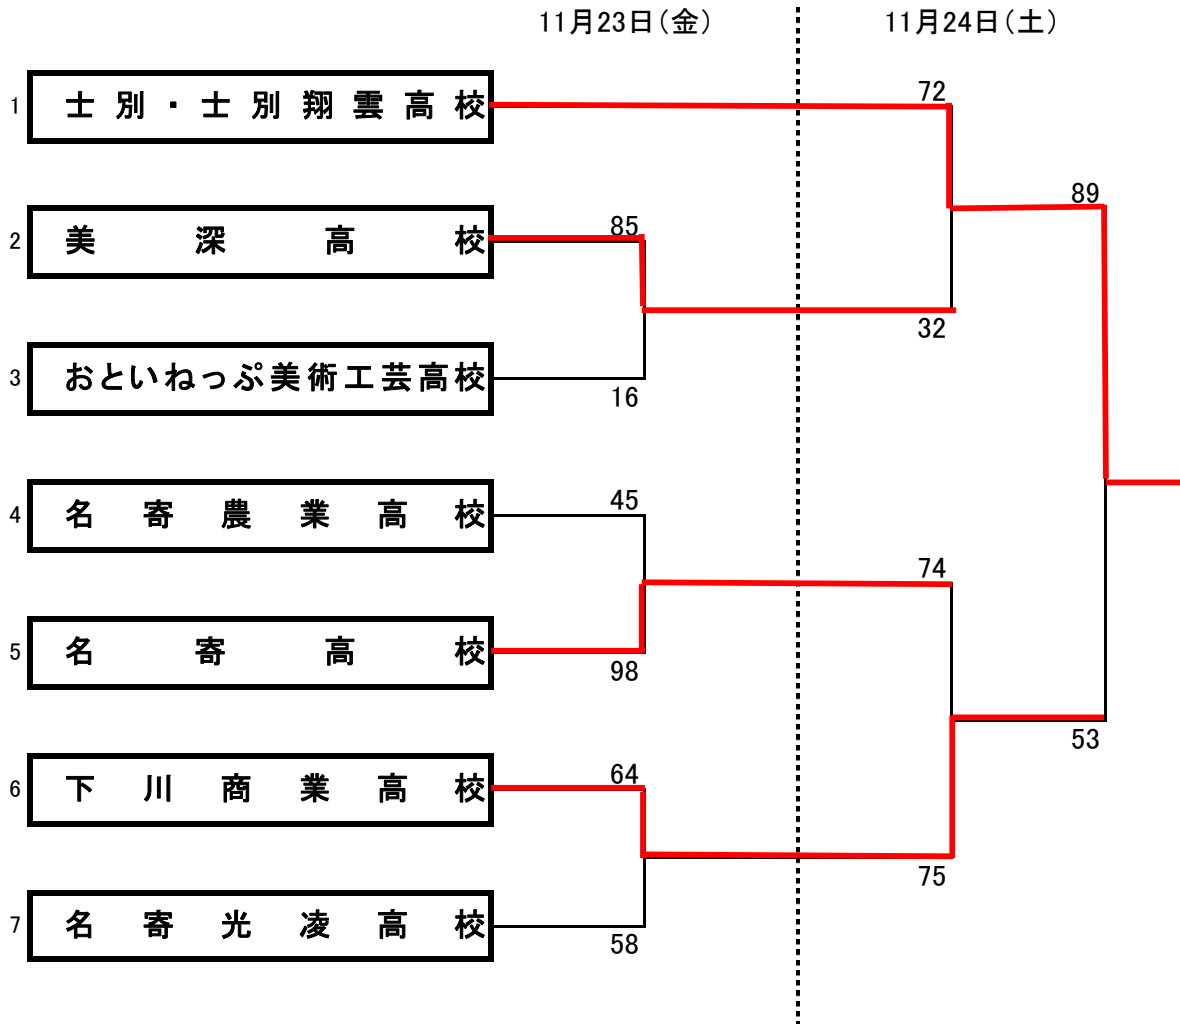 11月23日(金) 11月24日(土)
72
1 士別・士別翔雲高校
89
2 美深高校 85
32
3 おといねっぷ美術工芸高校
16
4 名寄農業高校 45
74
5 名寄高校
98
53
6 下川商業高校 64
75
7 名寄光凌高校
58